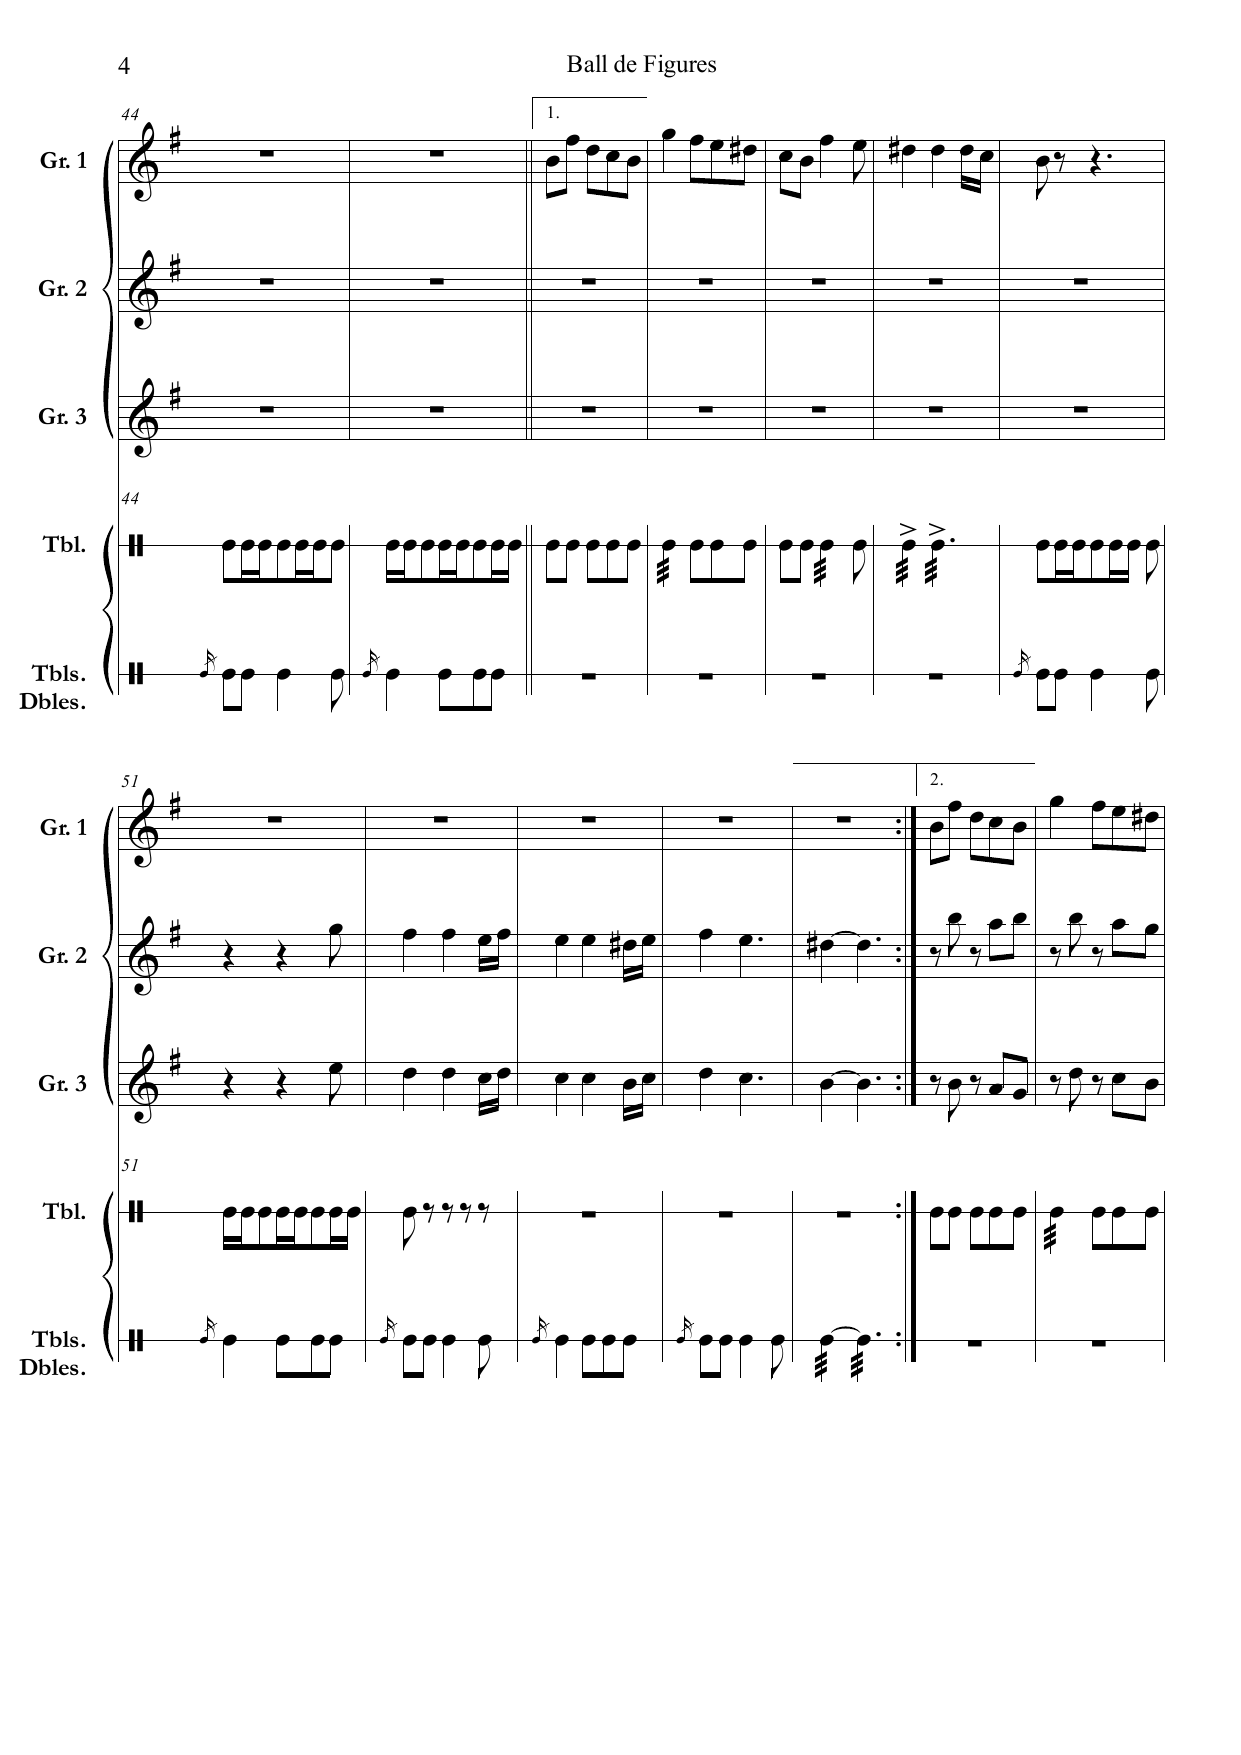 4
Ball de Figures
44
1.
Gr. 1
Gr. 2
Gr. 3
44
Tbl.
Tbls.
Dbles.
51
2.
Gr. 1
Gr. 2
Gr. 3
51
Tbl.
Tbls.
Dbles.